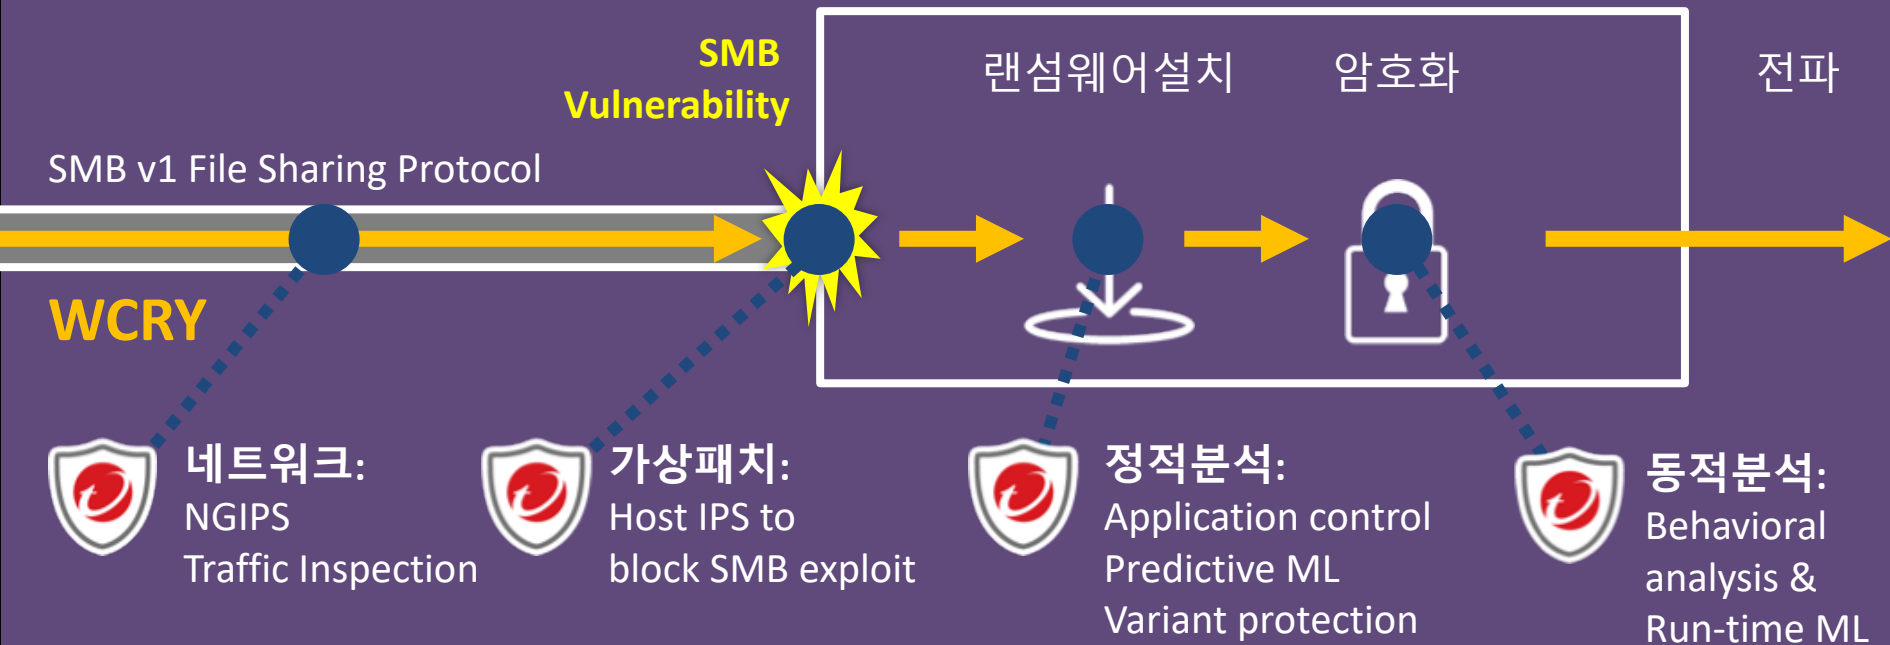 SMB
Vulnerability
랜섬웨어설치
암호화
전파
SMB v1 File Sharing Protocol
WCRY
네트워크:
NGIPS
Traffic Inspection
가상패치:
Host IPS to
block SMB exploit
정적분석:
Application control
Predictive ML
Variant protection
동적분석:
Behavioral
analysis &
Run-time ML